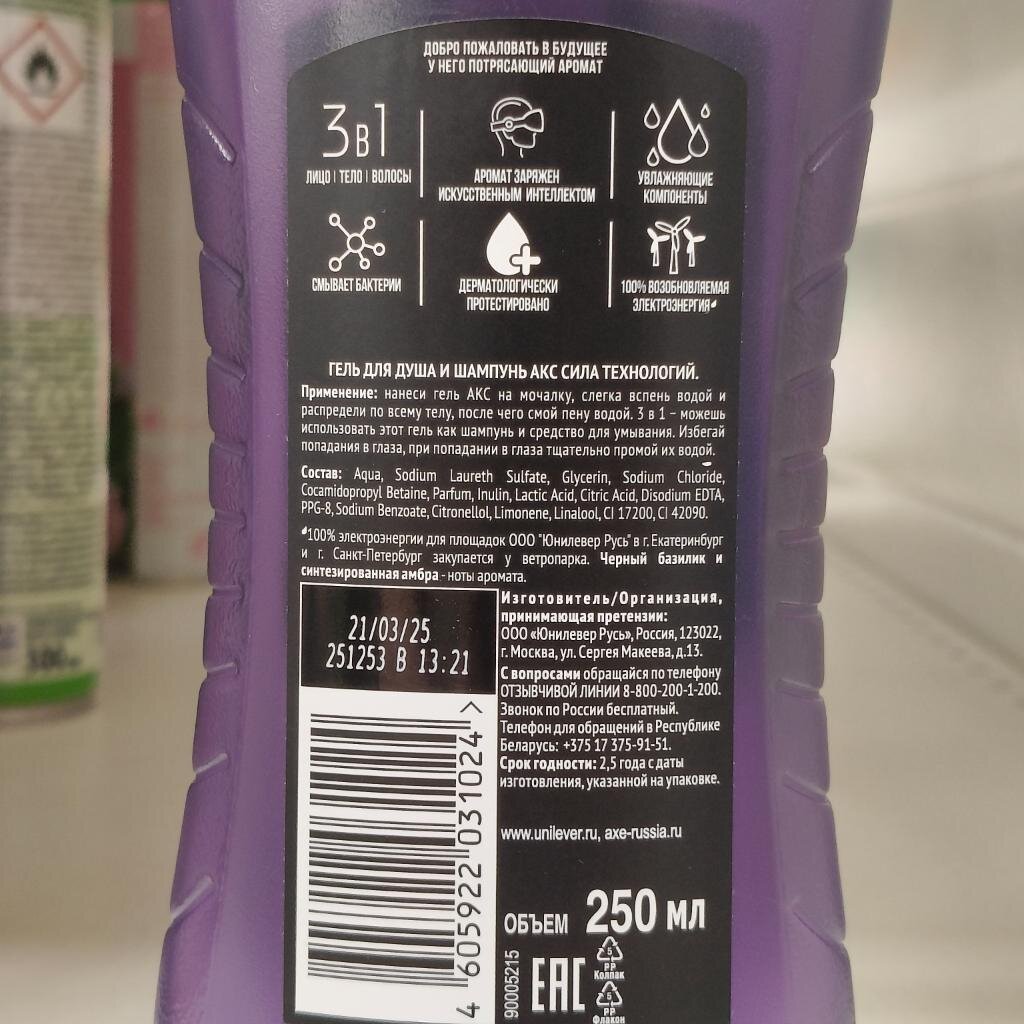 ДОБРО ПОЖАЛОВАТЬ В БУДУЩЕЕ
У НЕГО ПОТРЯСАЮЩИЙ АРОМАТ
3в1
ЛИЦО | ТЕЛО | ВОЛОСЫ
АРОМАТ ЗАРЯЖЕН
ИСКУССТВЕННЫМ ИНТЕЛЛЕКТОМ
УВЛАЖНЯЮЩИЕ
КОМПОНЕНТЫ
СМЫВАЕТ БАКТЕРИИ
ДЕРМАТОЛОГИЧЕСКИ
ПРОТЕСТИРОВАНО
100% ВОЗОБНОВЛЯЕМАЯ
ЭЛЕКТРОЭНЕРГИЯ
ГЕЛЬ ДЛЯ ДУША И ШАМПУНЬ АКС СИЛА ТЕХНОЛОГИЙ.
Применение: нанеси гель АКС на мочалку, слегка вспень водой и
распредели по всему телу, после чего смой пену водой. 3 в 1 – можешь
использовать этот гель как шампунь и средство для умывания. Избегай
попадания в глаза, при попадании в глаза тщательно промой их водой.
Состав: Aqua, Sodium Laureth Sulfate, Glycerin, Sodium Chloride,
Cocamidopropyl Betaine, Parfum, Inulin, Lactic Acid, Citric Acid, Disodium EDTA,
PPG-8, Sodium Benzoate, Citronellol, Limonene, Linalool, CI 17200, CI 42090.
100% электроэнергии для площадок ООО "Юнилевер Русь" в г. Екатеринбург
и г. Санкт-Петербург закупается у ветропарка. Черный базилик и
синтезированная амбра - ноты аромата.
21/03/25
251253 В 13:21
Изготовитель/Организация,
принимающая претензии:
ООО «Юнилевер Русь», Россия, 123022,
г. Москва, ул. Сергея Макеева, д.13.
С вопросами обращайся по телефону
ОТЗЫВЧИВОЙ ЛИНИИ 8-800-200-1-200.
Звонок по России бесплатный.
Телефон для обращений в Республике
Беларусь: +375 17 375-91-51.
Срок годности: 2,5 года с даты
изготовления, указанной на упаковке.
www.unilever.ru, axe-russia.ru
ОБЪЕМ 250 мл
4 605922 031024 >
90005215
EAC
5
PP
Колпак
5
PP
Флакон